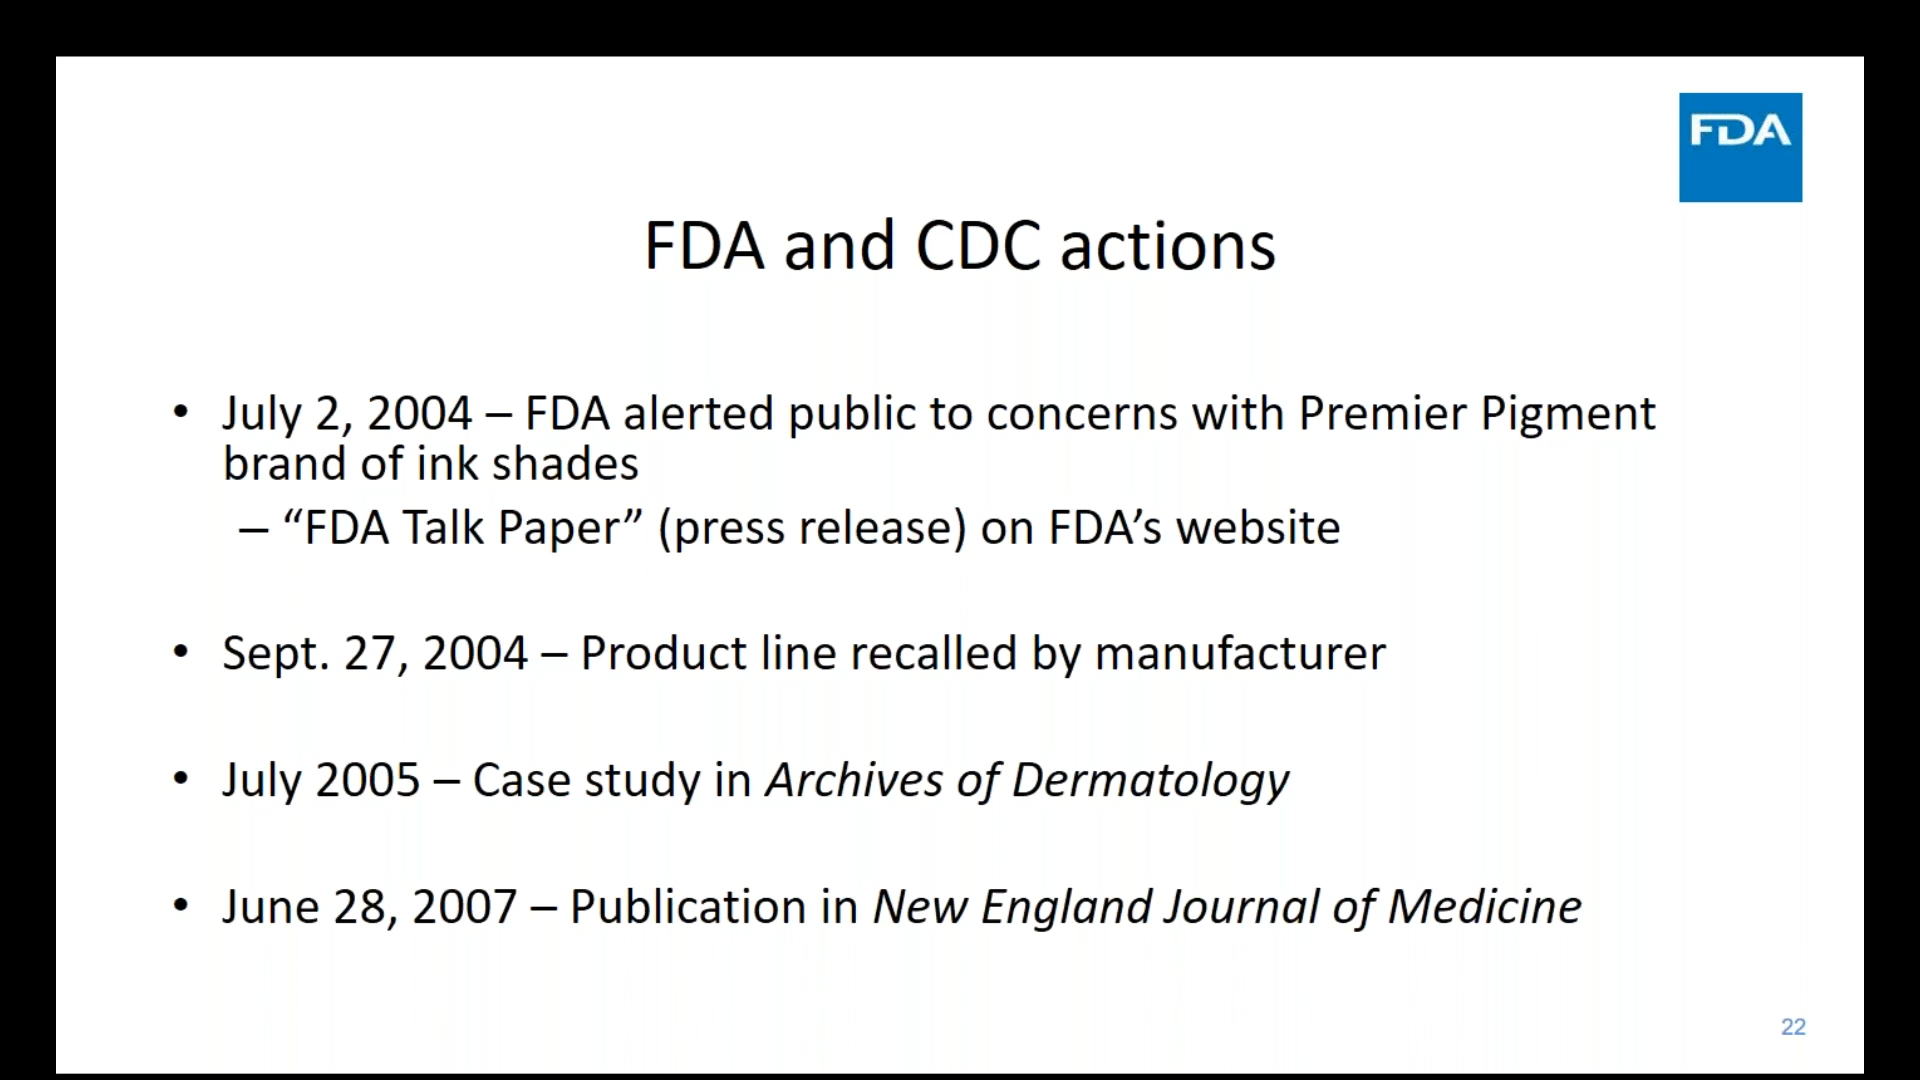 FDA
FDA and CDC actions
• July 2, 2004 – FDA alerted public to concerns with Premier Pigment
brand of ink shades
– “FDA Talk Paper” (press release) on FDA’s website
• Sept. 27, 2004 – Product line recalled by manufacturer
• July 2005 – Case study in Archives of Dermatology
• June 28, 2007 – Publication in New England Journal of Medicine
22